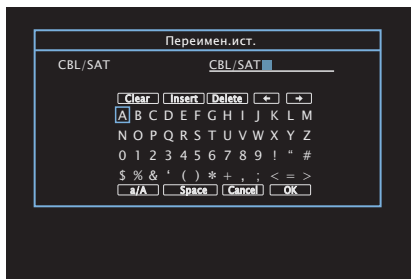 Переимен.ист.
CBL/SAT CBL/SAT
Clear Insert Delete ← →
A B C D E F G H I J K L M
N O P Q R S T U V W X Y Z
0 1 2 3 4 5 6 7 8 9 ! “ #
$ % & ‘ ( ) * + , ; < = >
a/A Space Cancel OK